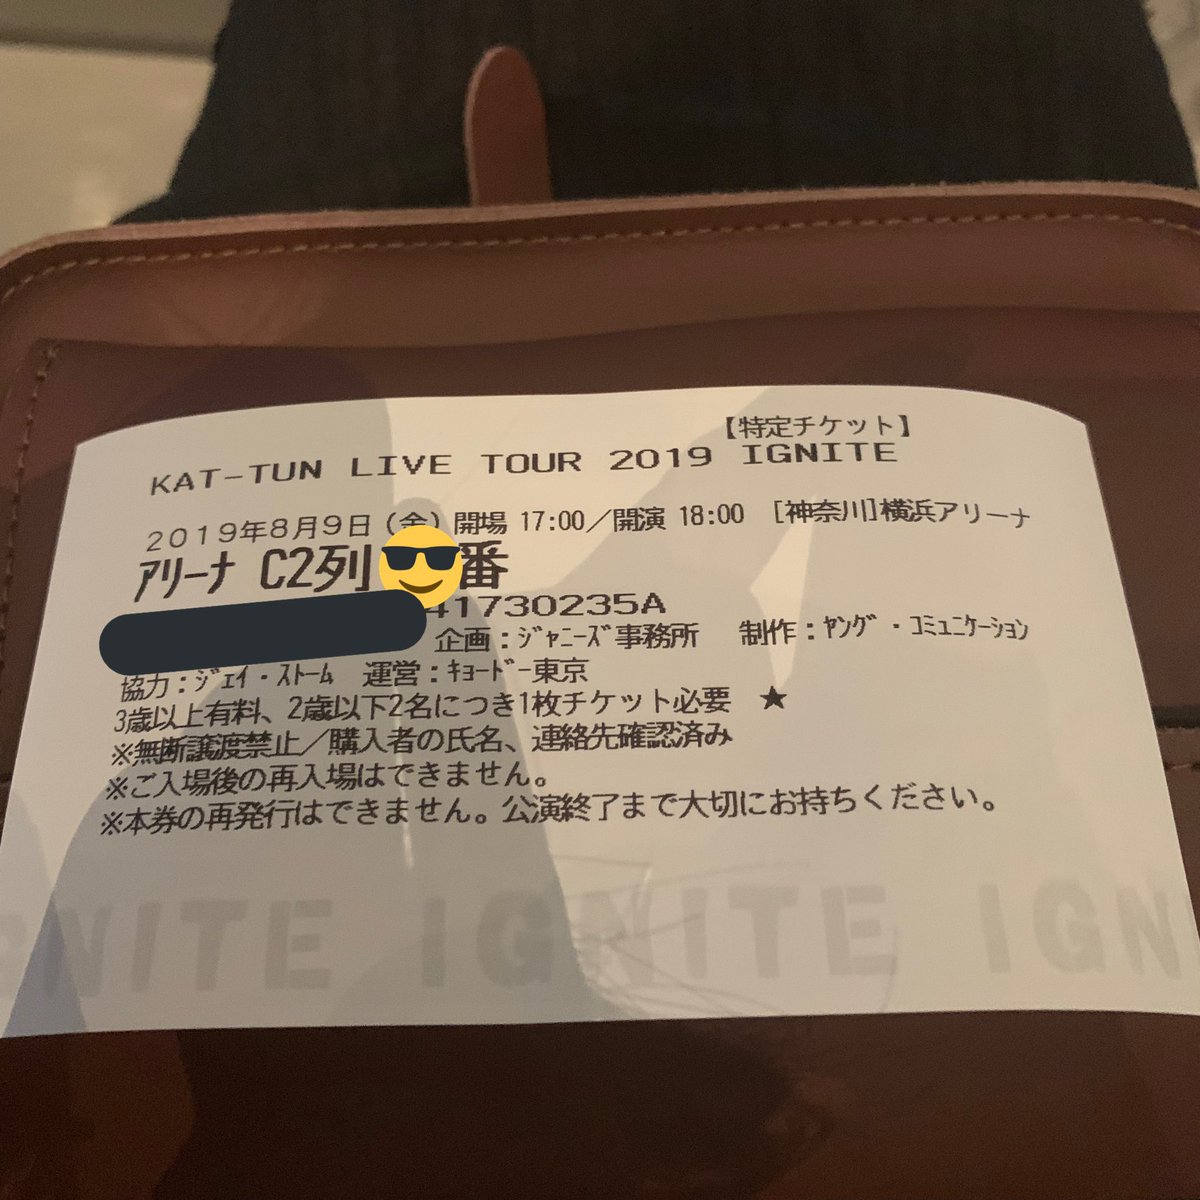 【特定チケット】
KAT-TUN LIVE TOUR 2019 IGNITE
2019年8月9日（金）開場 17:00／開演 18:00 [神奈川]横浜アリーナ
ｱﾘｰﾅ C2列 番
41730235A
企画：ｼﾞｬﾆｰｽﾞ事務所 制作：ﾔﾝｸﾞ・ｺﾐｭﾆｹｰｼｮﾝ
協力：ｼﾞｪｲ・ｽﾄｰﾑ 運営：ｷｮｰﾄﾞｰ東京
3歳以上有料、2歳以下2名につき1枚チケット必要 ★
※無断譲渡禁止／購入者の氏名、連絡先確認済み
※ご入場後の再入場はできません。
※本券の再発行はできません。公演終了まで大切にお持ちください。
GNITE IGNITE IGN